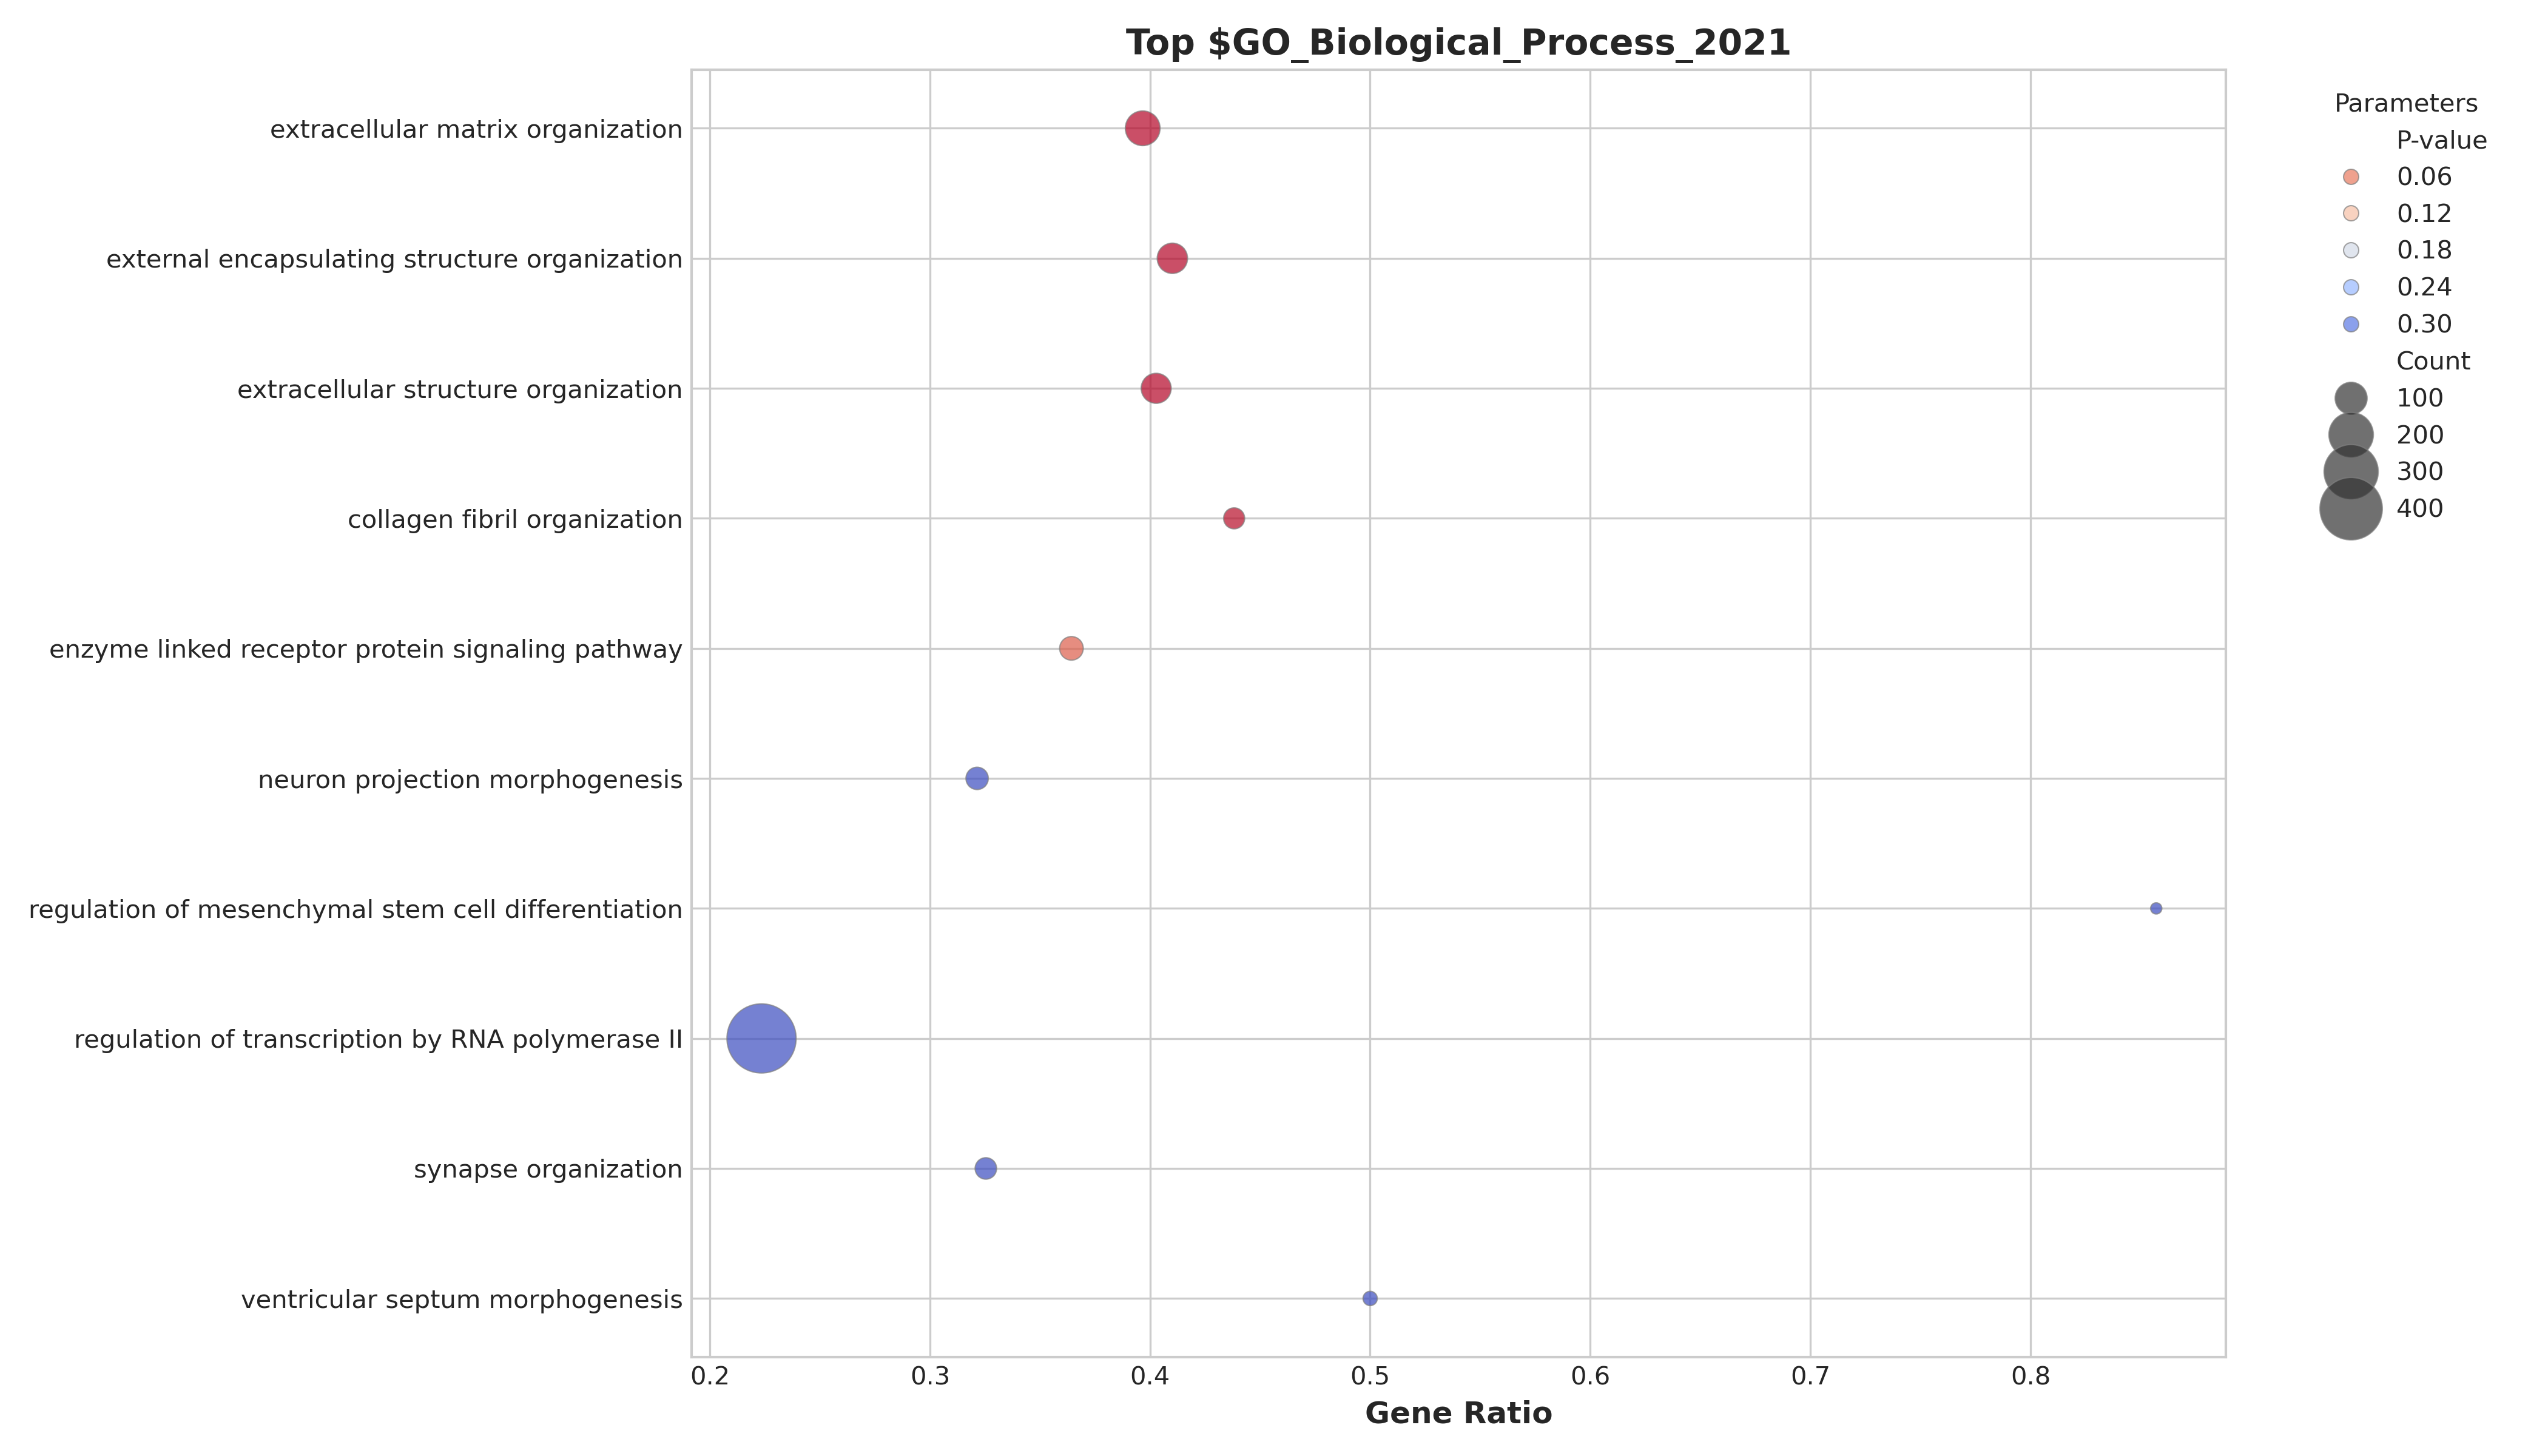 Top $GO_Biological_Process_2021
extracellular matrix organization
external encapsulating structure organization
extracellular structure organization
collagen fibril organization
enzyme linked receptor protein signaling pathway
neuron projection morphogenesis
regulation of mesenchymal stem cell differentiation
regulation of transcription by RNA polymerase II
synapse organization
ventricular septum morphogenesis
0.2 0.3 0.4 0.5 0.6 0.7 0.8
Gene Ratio
Parameters
P-value
0.06
0.12
0.18
0.24
0.30
Count
100
200
300
400